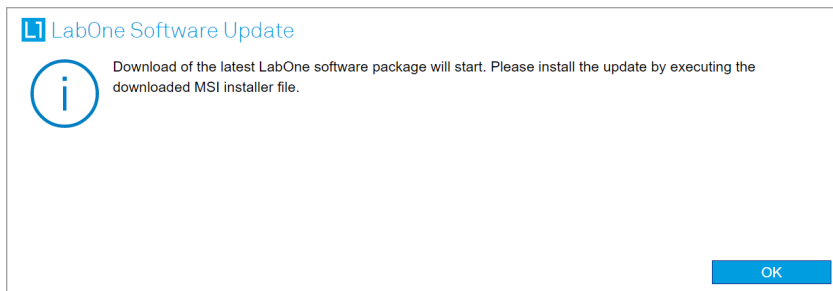 L1 LabOne Software Update
Download of the latest LabOne software package will start. Please install the update by executing the
downloaded MSI installer file.
i
OK